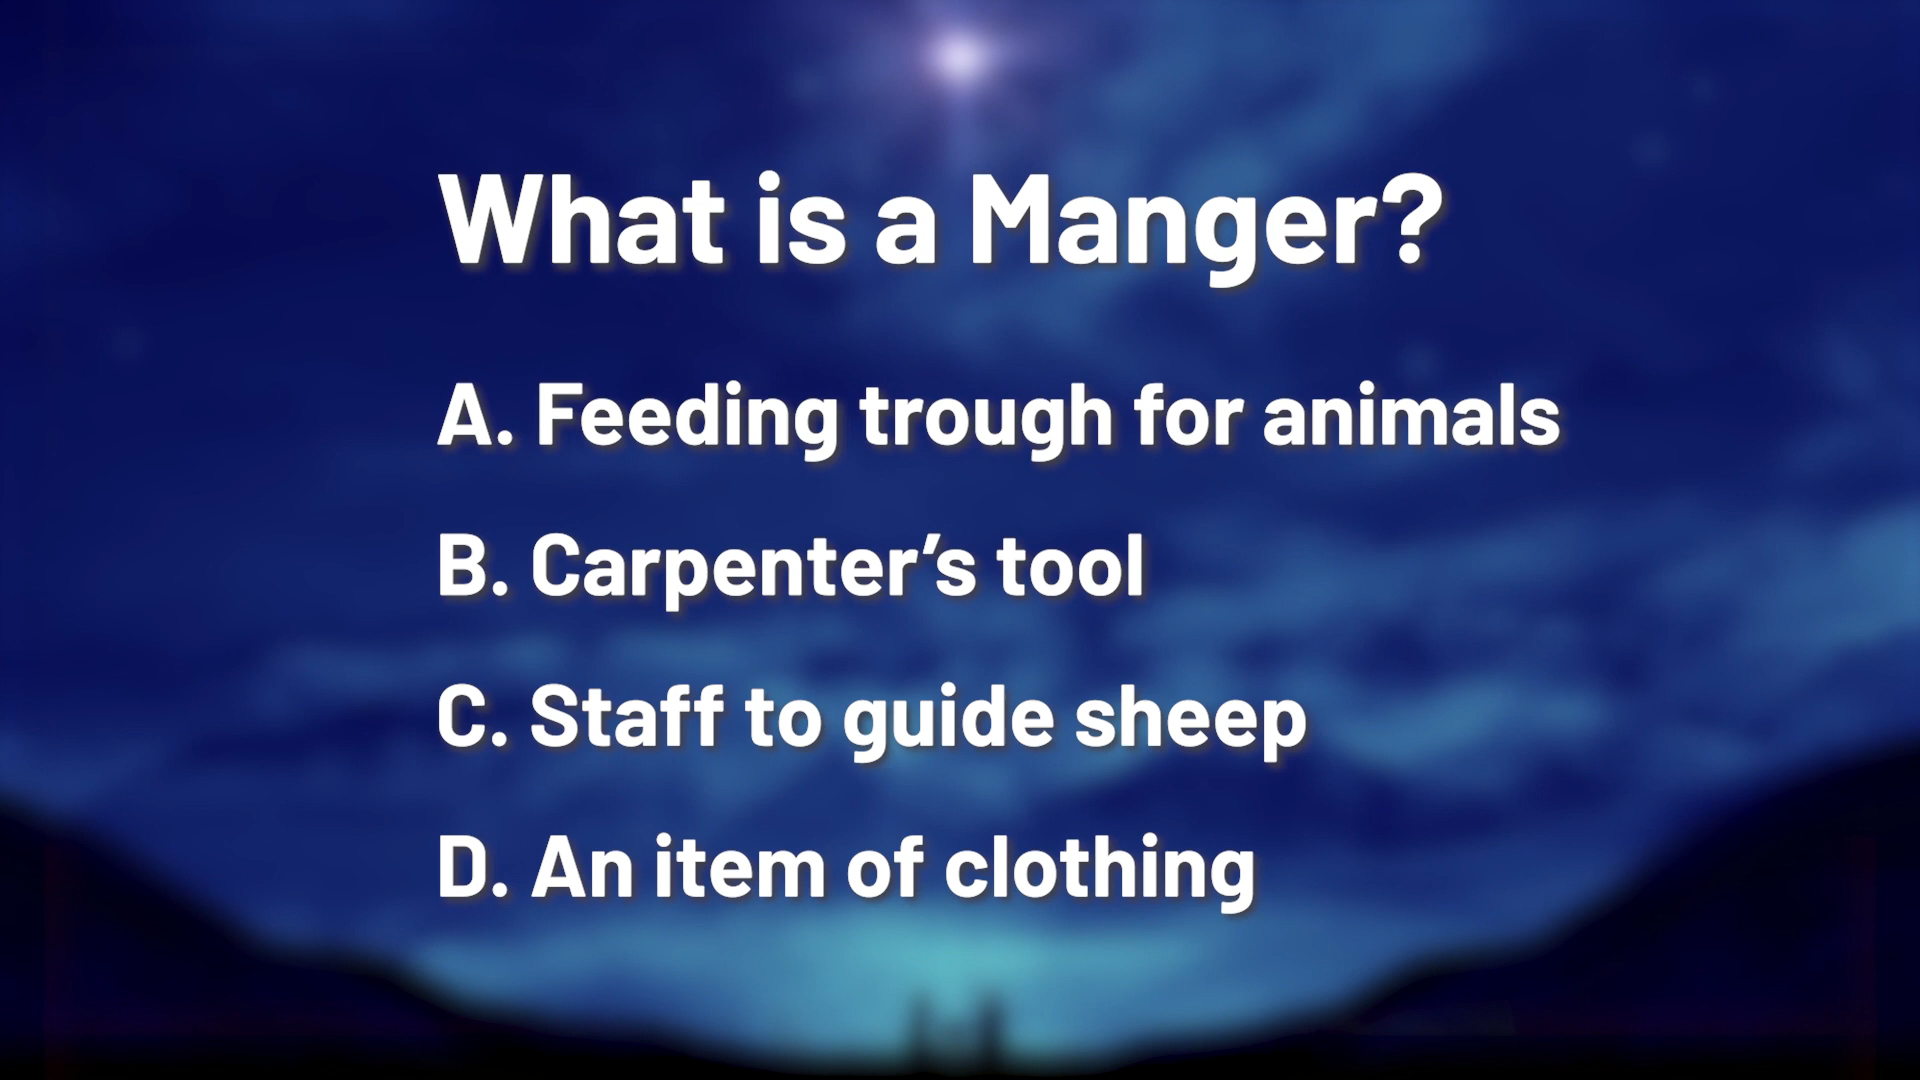 What is a Manger?
A. Feeding trough for animals
B. Carpenter’s tool
C. Staff to guide sheep
D. An item of clothing